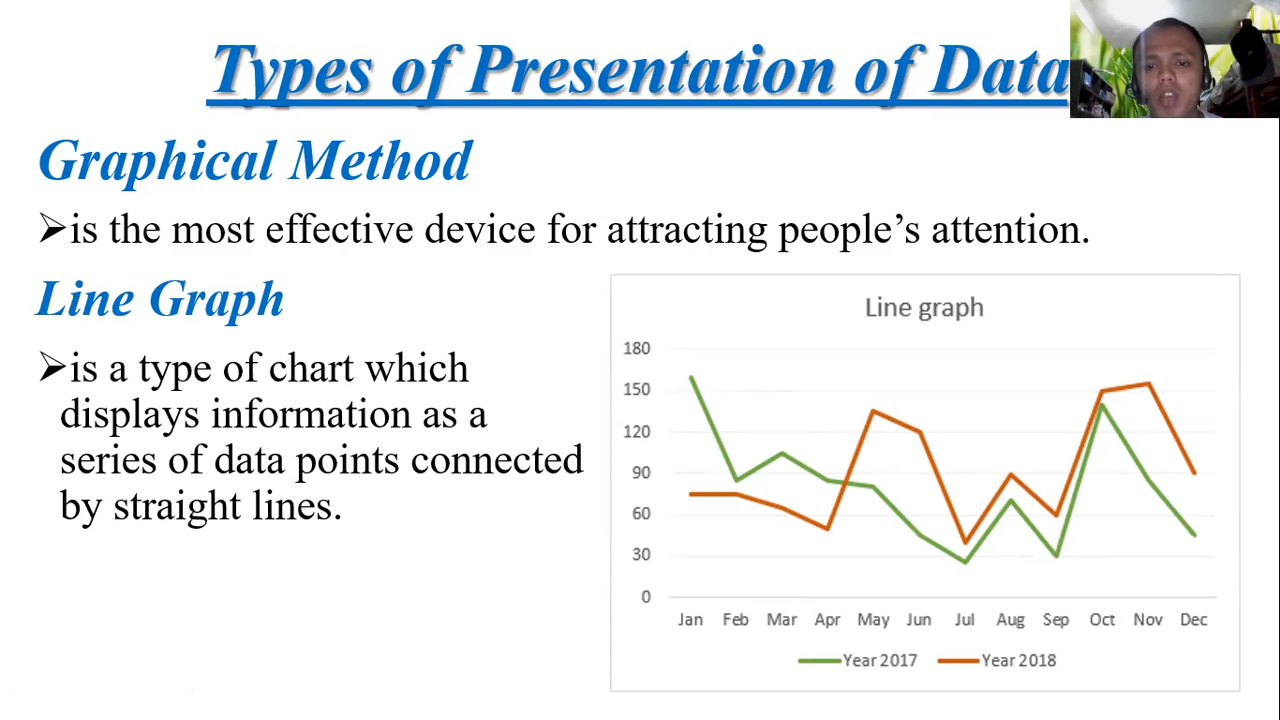 Types of Presentation of Data
Graphical Method
➢is the most effective device for attracting people’s attention.
Line Graph
➢is a type of chart which
displays information as a
series of data points connected
by straight lines.
Line graph
180
150
120
90
60
30
0
Jan Feb Mar Apr May Jun Jul Aug Sep Oct Nov Dec
Year 2017 Year 2018